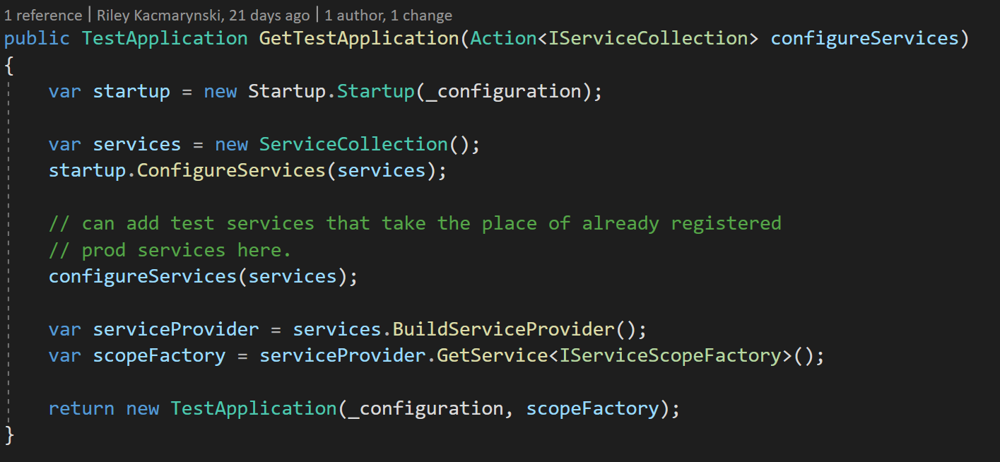 1 reference | Riley Kacmarynski, 21 days ago | 1 author, 1 change
public TestApplication GetTestApplication(Action<IServiceCollection> configureServices)
{
    var startup = new Startup.Startup(_configuration);

    var services = new ServiceCollection();
    startup.ConfigureServices(services);

    // can add test services that take the place of already registered
    // prod services here.
    configureServices(services);

    var serviceProvider = services.BuildServiceProvider();
    var scopeFactory = serviceProvider.GetService<IServiceScopeFactory>();

    return new TestApplication(_configuration, scopeFactory);
}